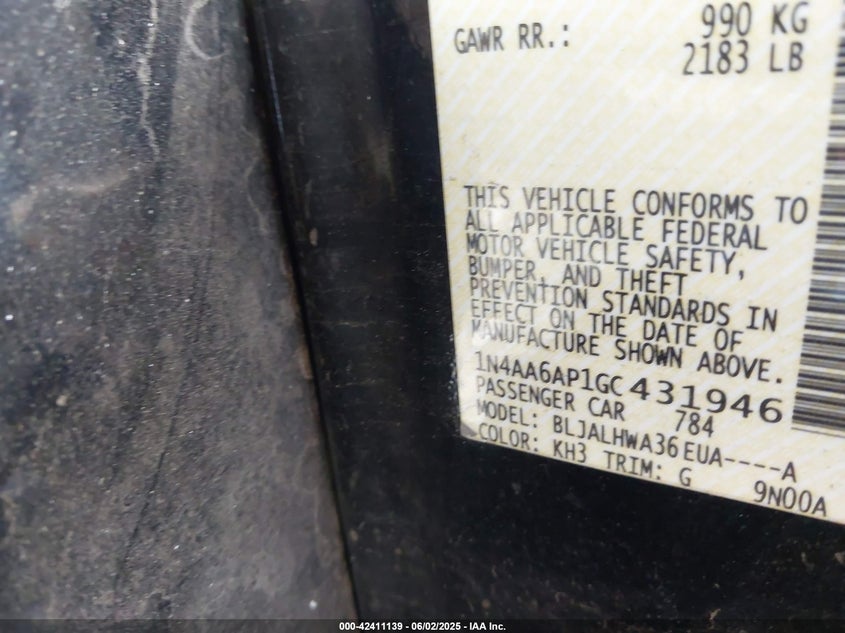 GAWR RR.: 990 KG
2183 LB
THIS VEHICLE CONFORMS TO
ALL APPLICABLE FEDERAL
MOTOR VEHICLE SAFETY,
BUMPER, AND THEFT
PREVENTION STANDARDS IN
EFFECT ON THE DATE OF
MANUFACTURE SHOWN ABOVE.
1N4AA6AP1GC431946
PASSENGER CAR 784
MODEL: BLJALHWA36EUA----A
COLOR: KH3 TRIM: G 9N00A
000-42411139 - 06/02/2025 - IAA Inc.